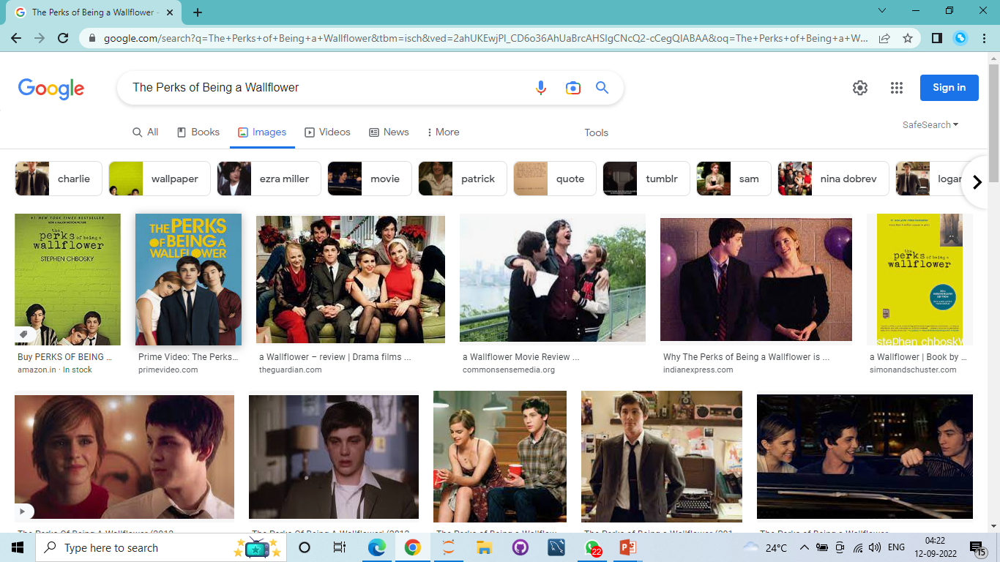 The Perks of Being a Wallflower -
google.com/search?q=The+Perks+of+Being+a+Wallflower&tbm=isch&ved=2ahUKEwjPl_CD6o36AhUaBrcAHSIgCNcQ2-cCegQIABAA&oq=The+Perks+of+Being+a+W...
Google
The Perks of Being a Wallflower
Sign in
All
Books
Images
Videos
News
More
Tools
SafeSearch
charlie
wallpaper
ezra miller
movie
patrick
quote
tumblr
sam
nina dobrev
logar
#1 NEW YORK TIMES BESTSELLER
NOW A MAJOR MOTION PICTURE
the perks of being a wallflower
STEPHEN CHBOSKY
THE PERKS
OF BEING A
WALLFLOWER
the perks of being a
wallflower
stephen chbosky
Buy PERKS OF BEING ...
amazon.in · In stock
Prime Video: The Perks...
primevideo.com
a Wallflower – review | Drama films ...
theguardian.com
a Wallflower Movie Review ...
commonsensemedia.org
Why The Perks of Being a Wallflower is ...
indianexpress.com
a Wallflower | Book by ...
simonandschuster.com
The Perks Of Being A Wallflower (2012
The Perks Of Being A Wallflower' (2012
The Perks of Being a Wallflow
The Perks of Being a Wallflower (201
The Perks of Being a Wallflower
Type here to search
22
24°C
ENG
04:22
12-09-2022
15